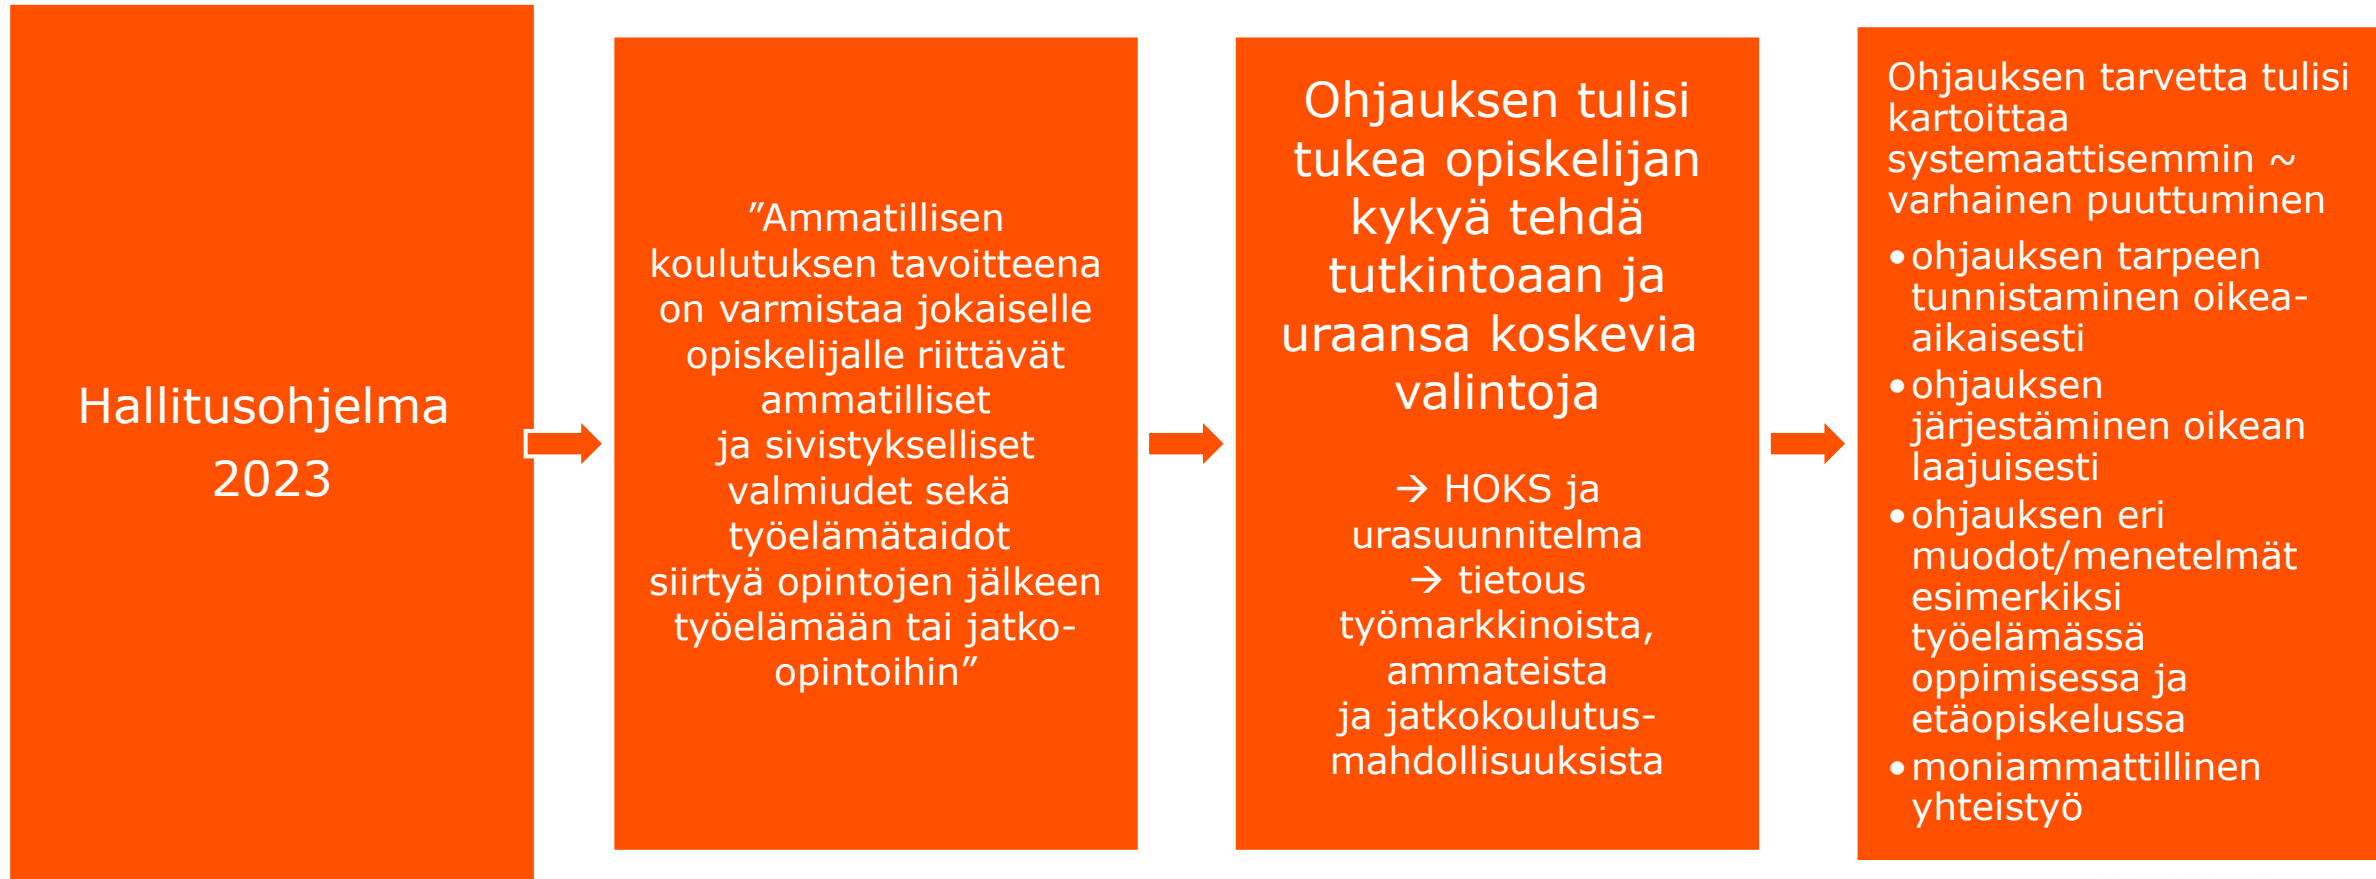 Hallitusohjelma
2023
”Ammatillisen
koulutuksen tavoitteena
on varmistaa jokaiselle
opiskelijalle riittävät
ammatilliset
ja sivistykselliset
valmiudet sekä
työelämätaidot
siirtyä opintojen jälkeen
työelämään tai jatko-
opintoihin”
Ohjauksen tulisi
tukea opiskelijan
kykyä tehdä
tutkintoaan ja
uraansa koskevia
valintoja
→ HOKS ja
urasuunnitelma
→ tietous
työmarkkinoista,
ammateista
ja jatkokoulutus-
mahdollisuuksista
Ohjauksen tarvetta tulisi
kartoittaa
systemaattisemmin ~
varhainen puuttuminen
•ohjauksen tarpeen
tunnistaminen oikea-
aikaisesti
•ohjauksen
järjestäminen oikean
laajuisesti
•ohjauksen eri
muodot/menetelmät
esimerkiksi
työelämässä
oppimisessa ja
etäopiskelussa
•moniammattillinen
yhteistyö